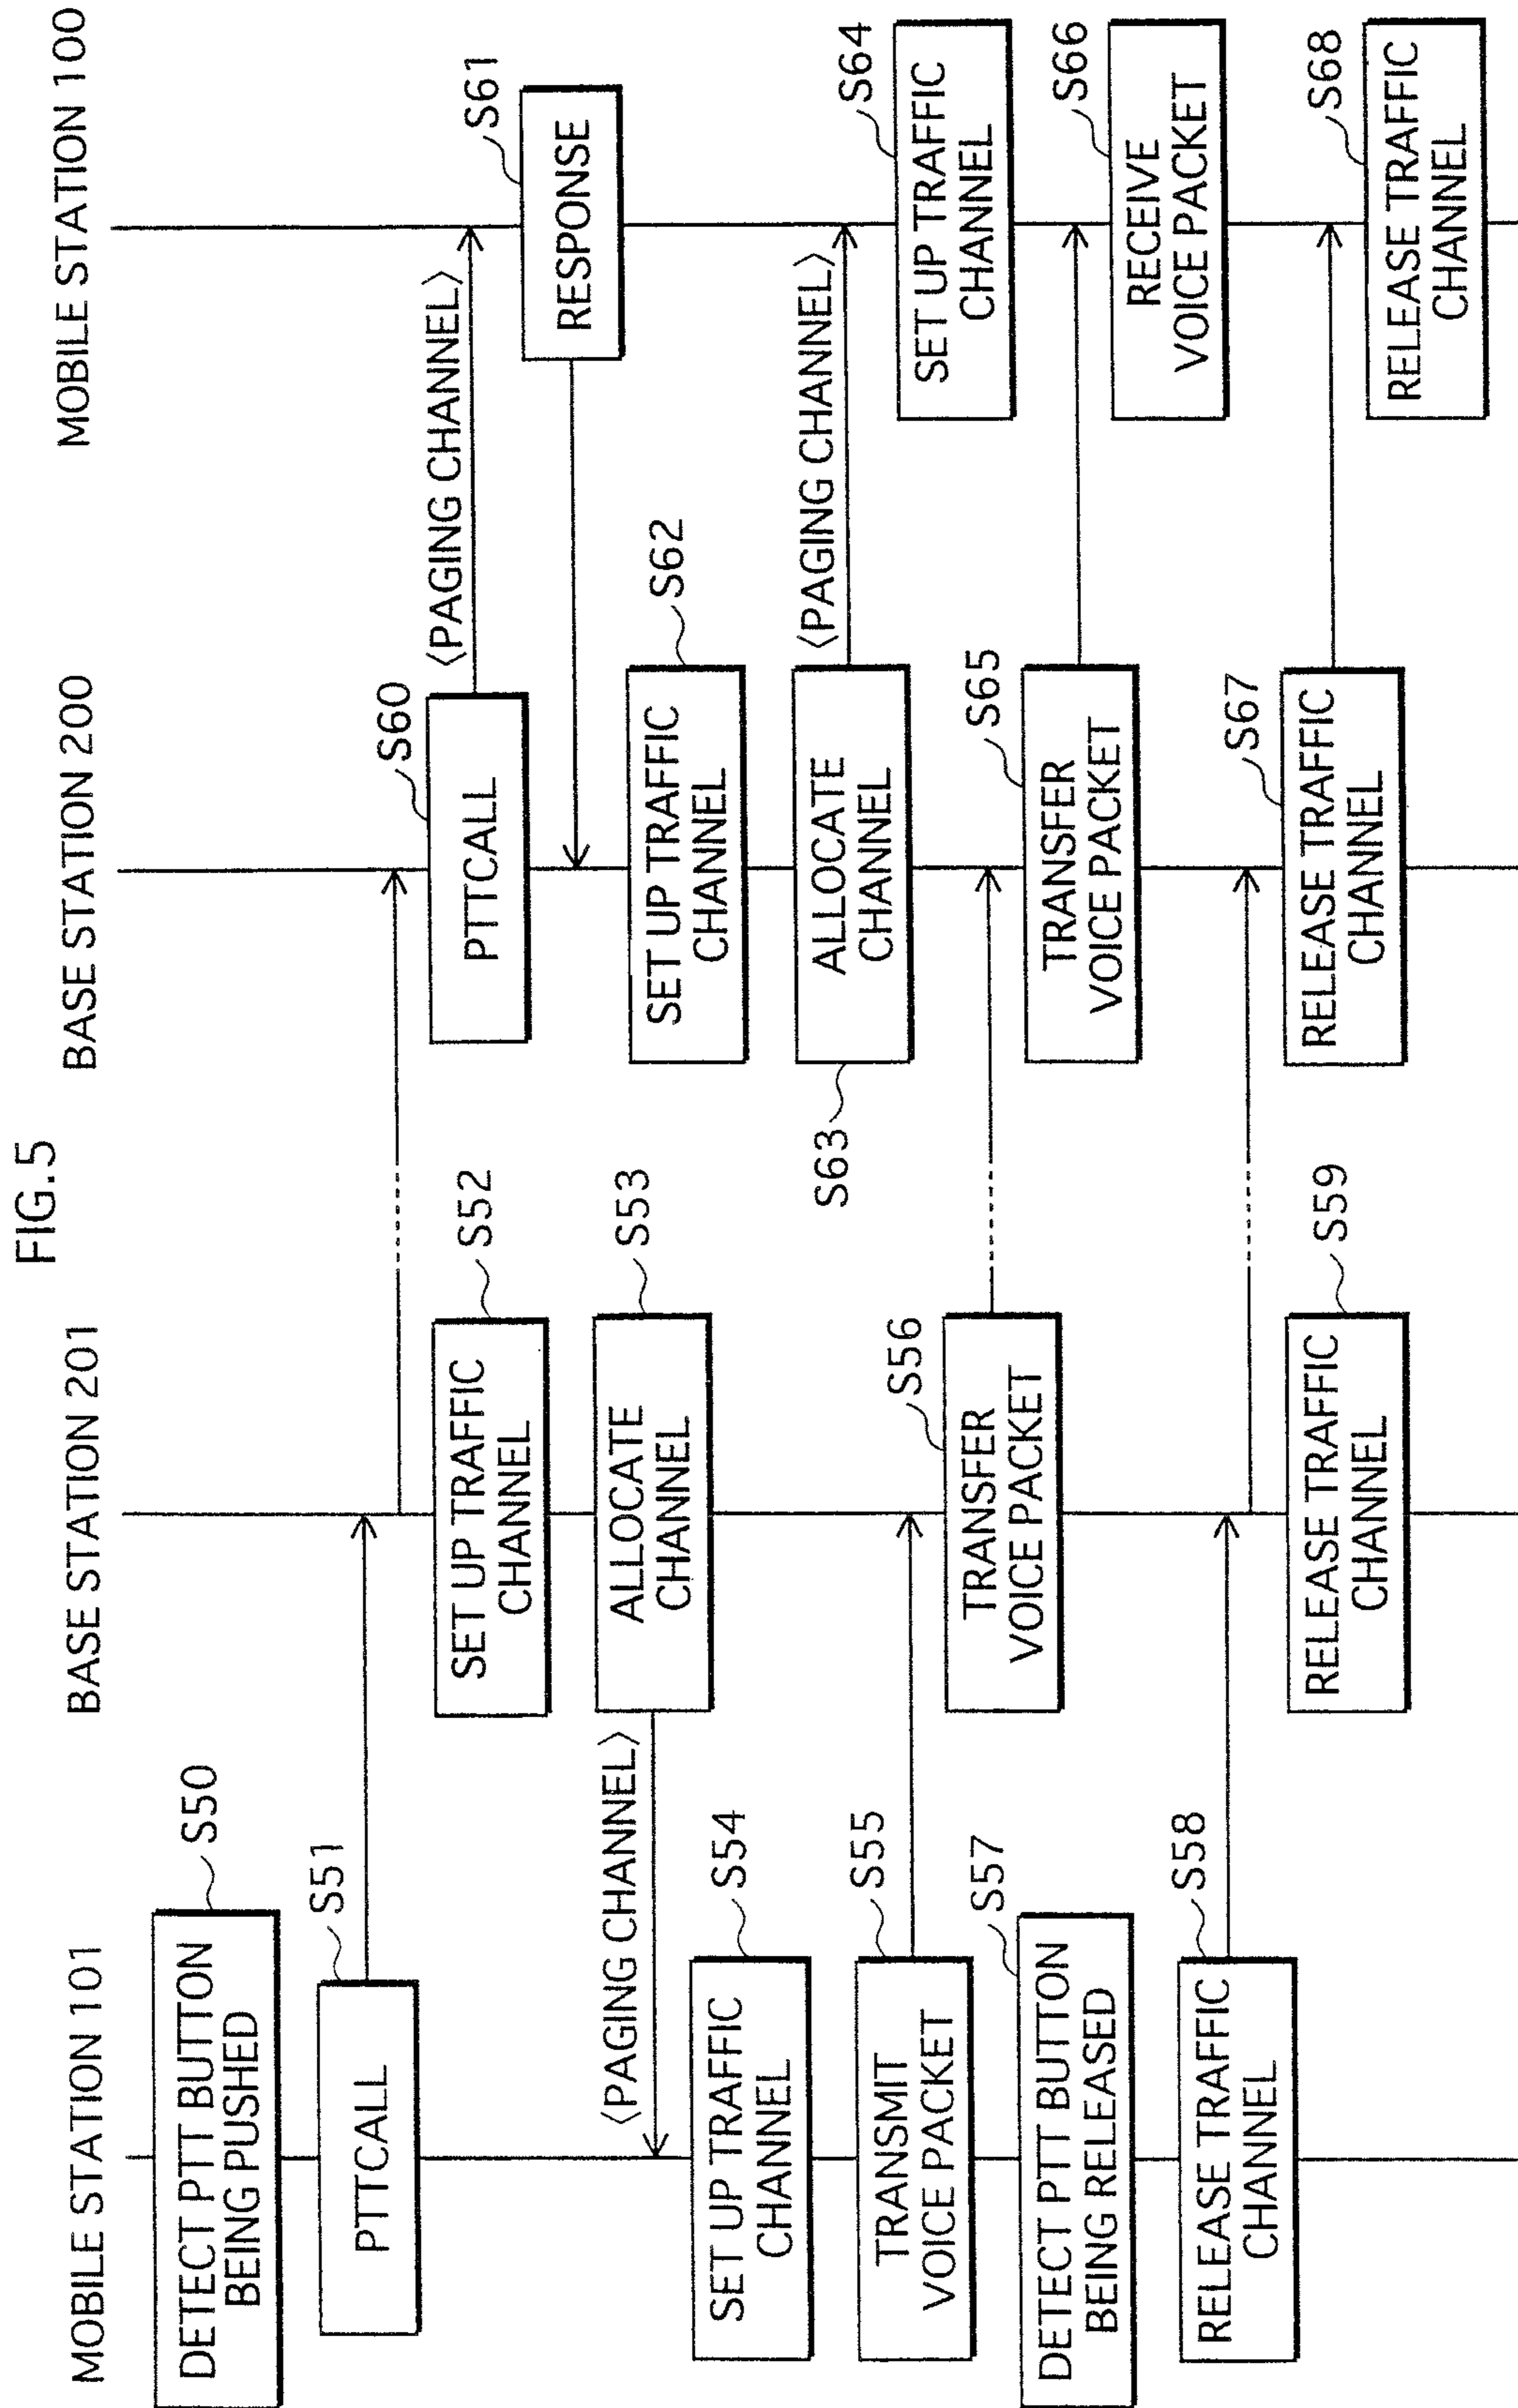 FIG.5
MOBILE STATION 101
DETECT PTT BUTTON
BEING PUSHED
S50
PTTCALL
S51
〈PAGING CHANNEL〉
SET UP TRAFFIC
CHANNEL
S54
TRANSMIT
VOICE PACKET
S55
DETECT PTT BUTTON
BEING RELEASED
S57
RELEASE TRAFFIC
CHANNEL
S58
BASE STATION 201
SET UP TRAFFIC
CHANNEL
S52
ALLOCATE
CHANNEL
S53
TRANSFER
VOICE PACKET
S56
RELEASE TRAFFIC
CHANNEL
S59
BASE STATION 200
PTTCALL
S60
〈PAGING CHANNEL〉
SET UP TRAFFIC
CHANNEL
S62
ALLOCATE
CHANNEL
S63
〈PAGING CHANNEL〉
TRANSFER
VOICE PACKET
S65
RELEASE TRAFFIC
CHANNEL
S67
MOBILE STATION 100
RESPONSE
S61
SET UP TRAFFIC
CHANNEL
S64
RECEIVE
VOICE PACKET
S66
RELEASE TRAFFIC
CHANNEL
S68